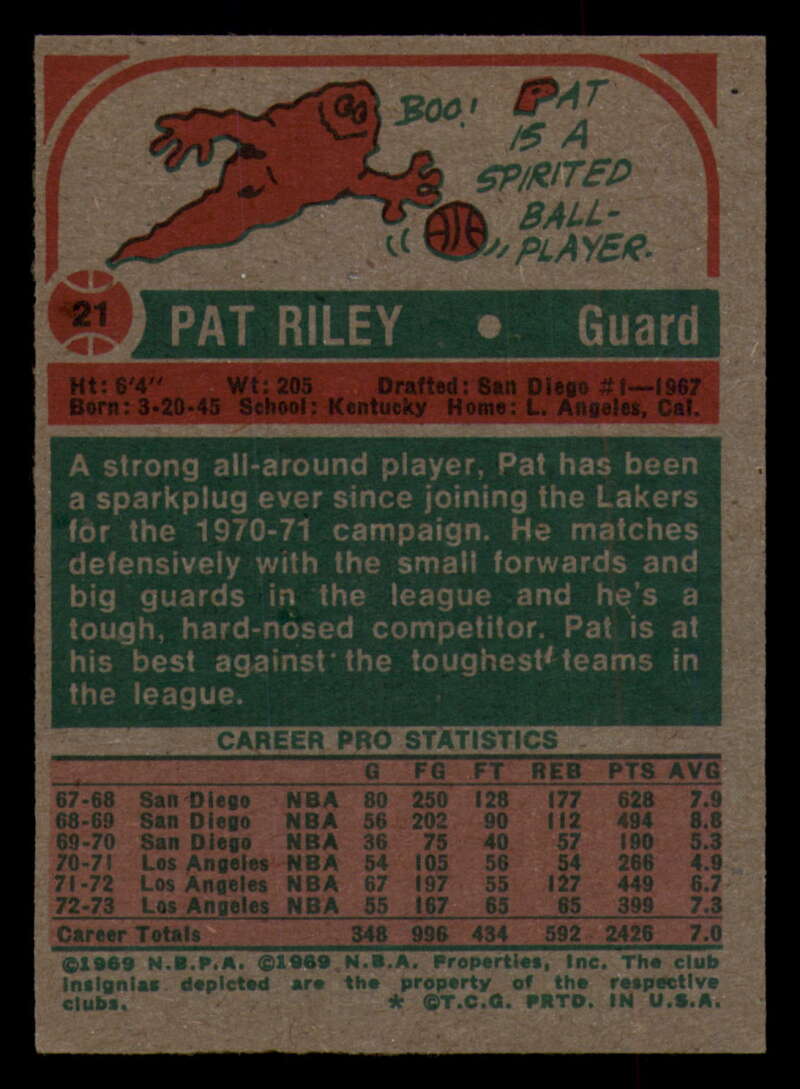 BOO! PAT
IS A
SPIRITED
BALL-
PLAYER.
21 PAT RILEY • Guard
Ht: 6'4" Wt: 205 Drafted: San Diego #1—1967
Born: 3-20-45 School: Kentucky Home: L. Angeles, Cal.
A strong all-around player, Pat has been
a sparkplug ever since joining the Lakers
for the 1970-71 campaign. He matches
defensively with the small forwards and
big guards in the league and he's a
tough, hard-nosed competitor. Pat is at
his best against the toughest teams in
the league.
CAREER PRO STATISTICS
G FG FT REB PTS AVG
67-68 San Diego NBA 80 250 128 177 628 7.9
68-69 San Diego NBA 56 202 90 112 494 8.8
69-70 San Diego NBA 36 75 40 57 190 5.3
70-71 Los Angeles NBA 54 105 56 54 266 4.9
71-72 Los Angeles NBA 67 197 55 127 449 6.7
72-73 Los Angeles NBA 55 167 65 65 399 7.3
Career Totals 348 996 434 592 2426 7.0
©1969 N.B.P.A. ©1969 N.B.A. Properties, Inc. The club
insignias depicted are the property of the respective
clubs. * ©T.C.G. PRTD. IN U.S.A.